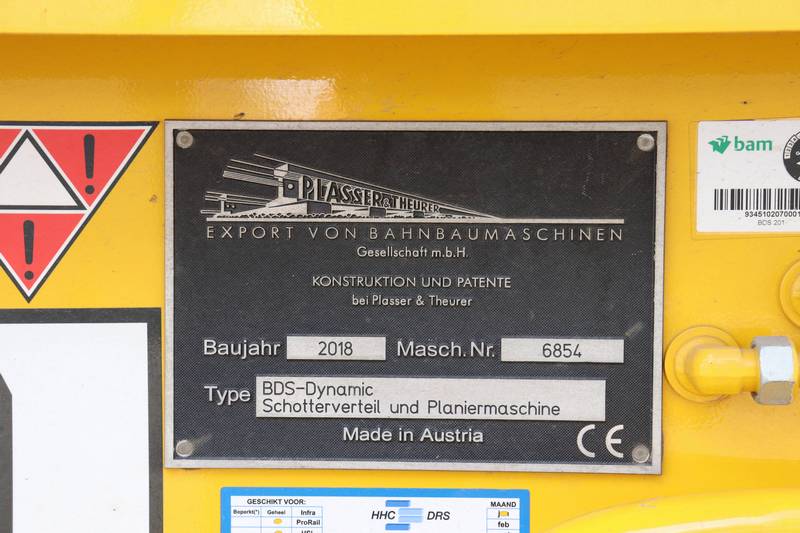 PLASSER & THEURER
EXPORT VON BAHNBAUMASCHINEN
Gesellschaft m.b.H.
KONSTRUKTION UND PATENTE
bei Plasser & Theurer
Baujahr 2018 Masch.Nr. 6854
Type BDS-Dynamic
Schotterverteil und Planiermaschine
Made in Austria
CE
bam
9345102070001
BDS 201
GESCHIKT VOOR:
Beperkt(*) Geheel Infra
ProRail
HHC DRS
MAAND
feb